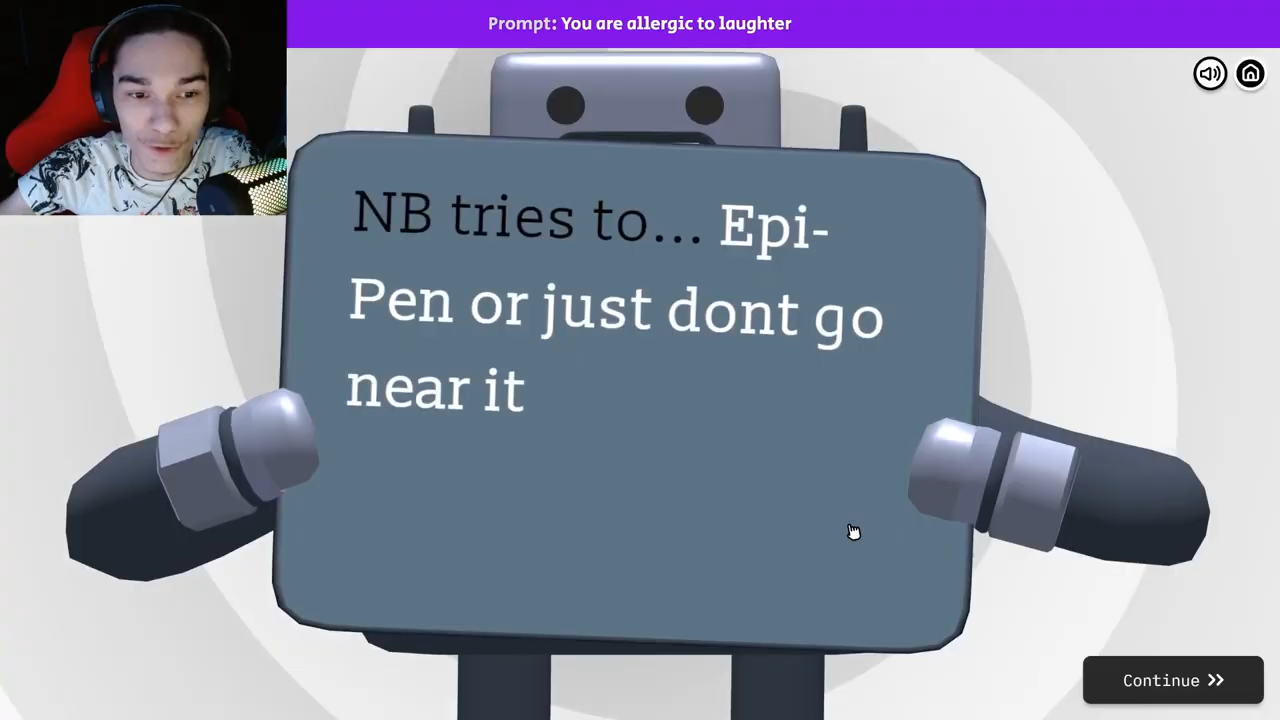 Prompt: You are allergic to laughter
NB tries to... Epi-
Pen or just dont go
near it
Continue